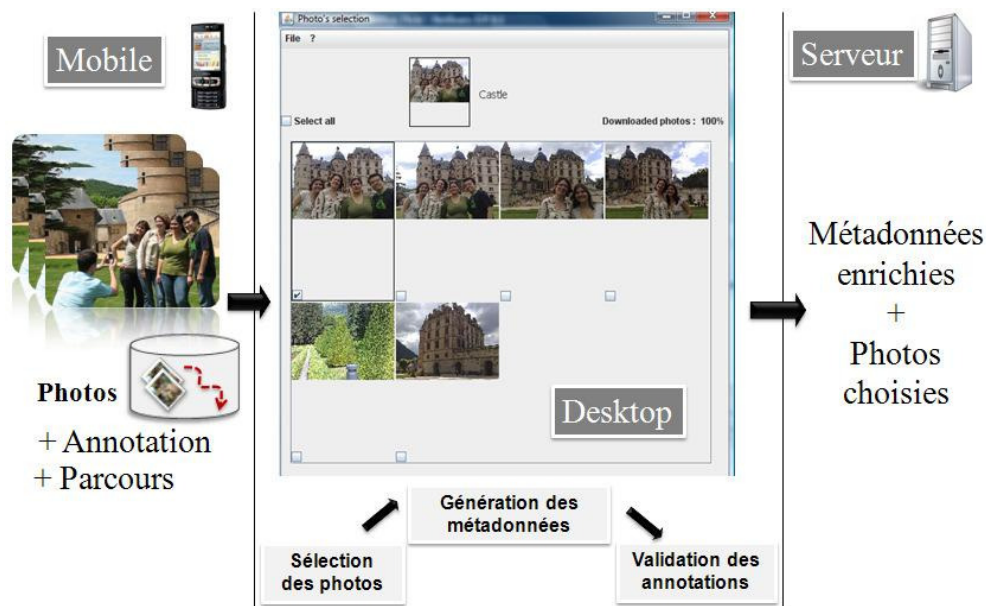 Mobile
Photos
+ Annotation
+ Parcours
Photo's selection
File ?
Castle
Select all
Downloaded photos : 100%
Desktop
Sélection
des photos
Génération des
métadonnées
Validation des
annotations
Serveur
Métadonnées
enrichies
+
Photos
choisies